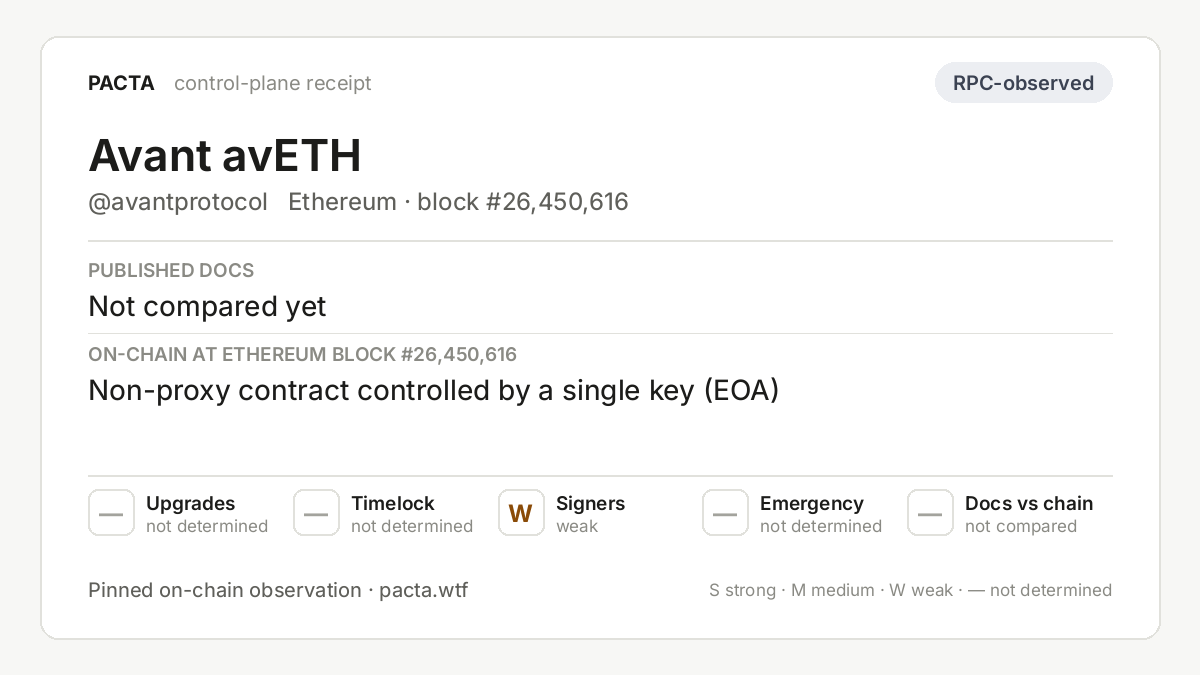 PACTA control-plane receipt RPC-observed
Avant avETH
@avantprotocol Ethereum · block #26,450,616
PUBLISHED DOCS
Not compared yet
ON-CHAIN AT ETHEREUM BLOCK #26,450,616
Non-proxy contract controlled by a single key (EOA)
— Upgrades — Timelock W Signers — Emergency — Docs vs chain
not determined not determined weak not determined not compared
Pinned on-chain observation · pacta.wtf S strong · M medium · W weak · — not determined